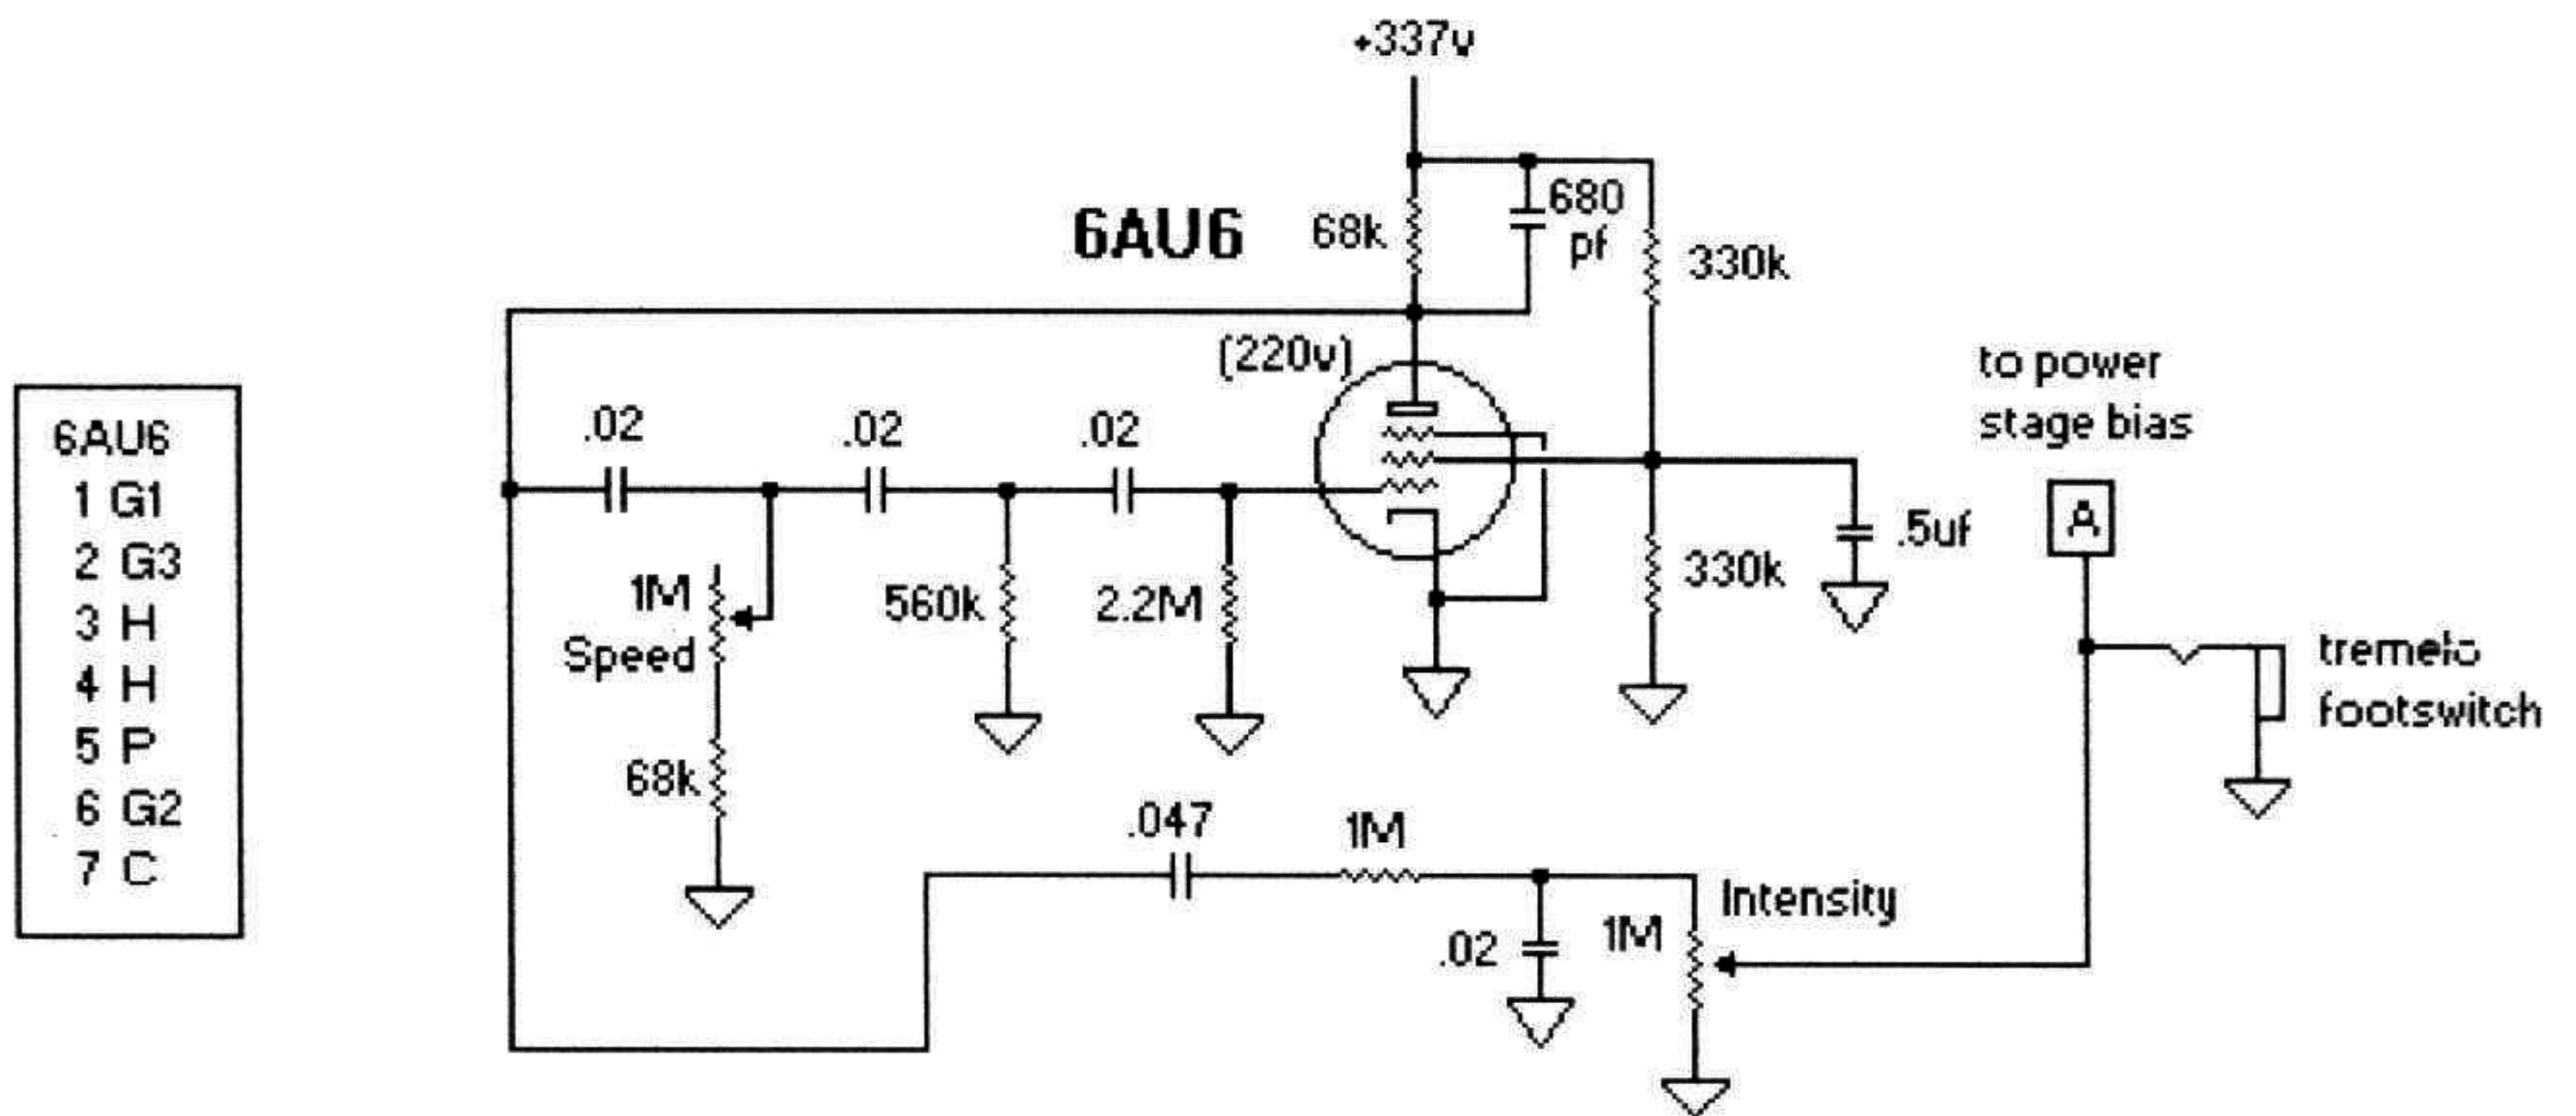 +337v
6AU6
68k
680
pf
330k
(220v)
to power
stage bias
A
6AU6
1 G1
2 G3
3 H
4 H
5 P
6 G2
7 C
.02
.02
.02
1M
Speed
560k
2.2M
330k
.5uf
tremelo
footswitch
68k
.047
1M
Intensity
.02
1M